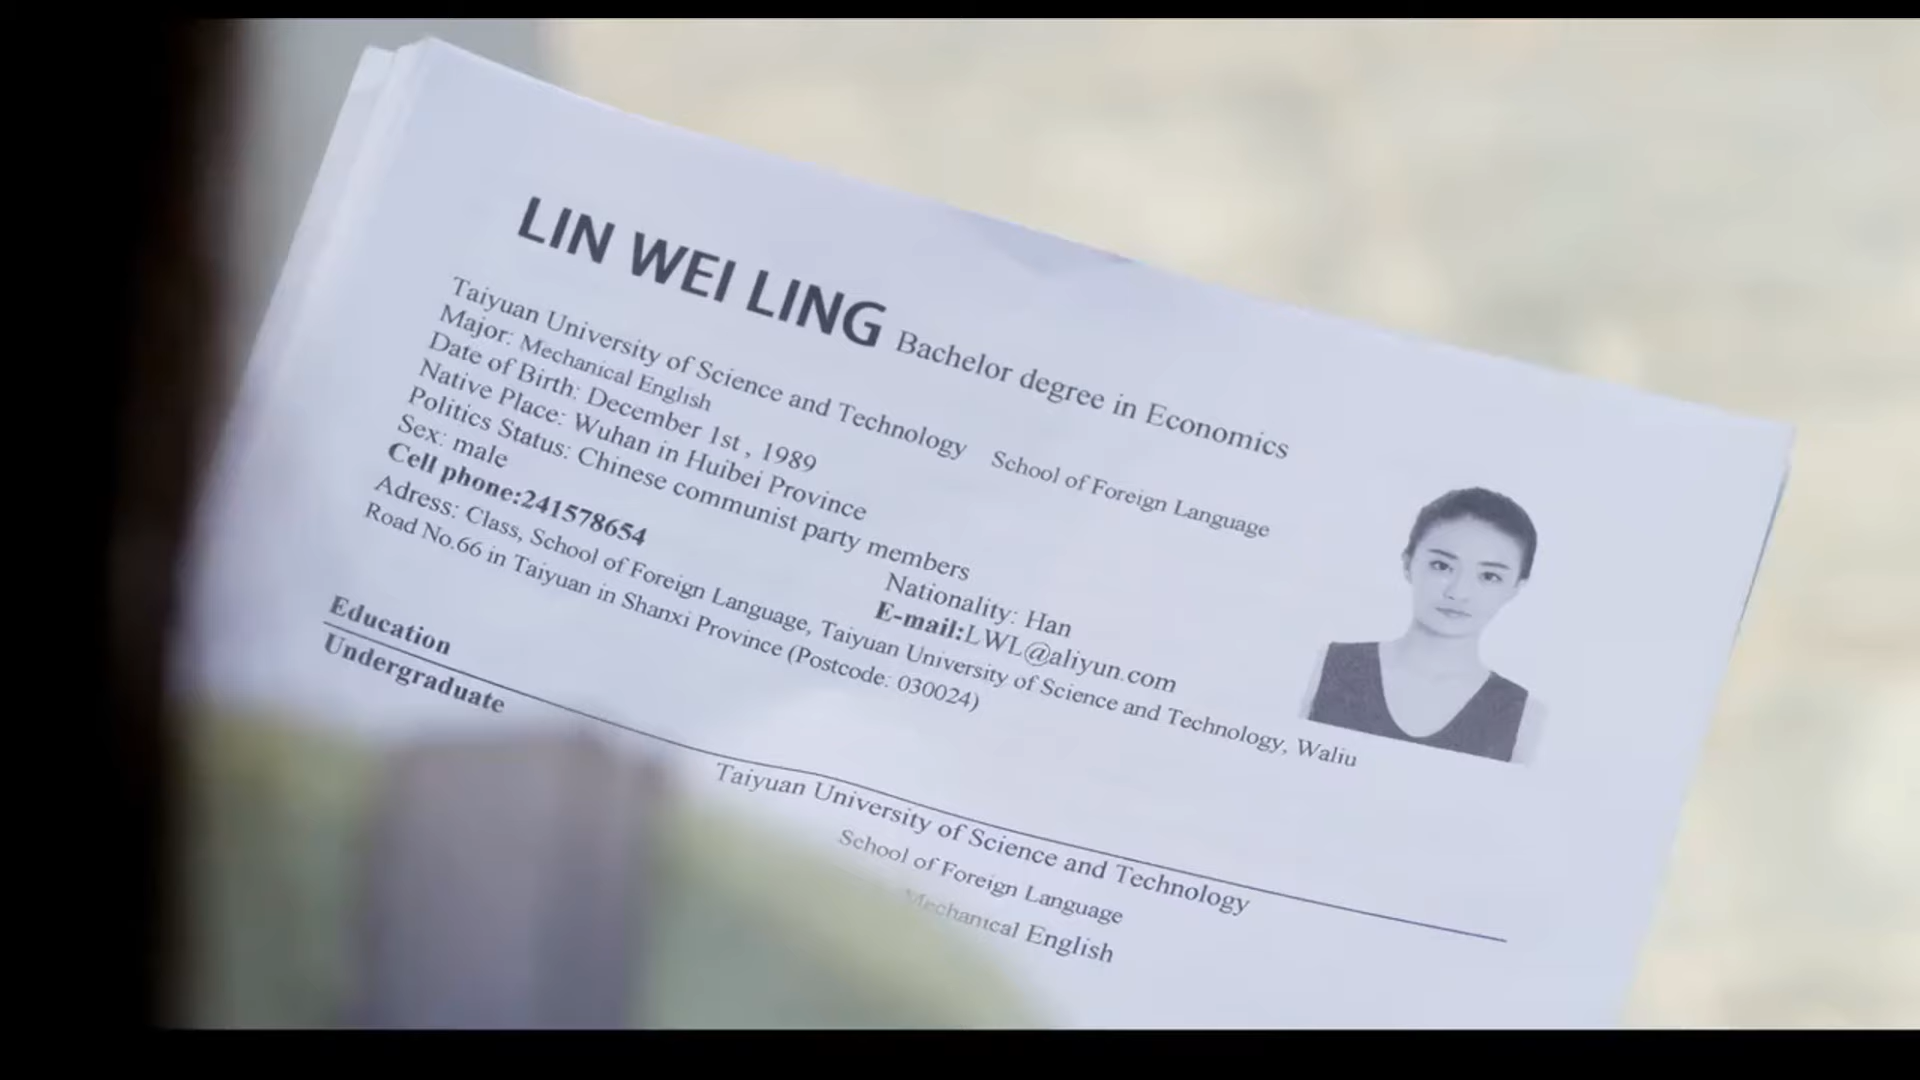 LIN WEI LING Bachelor degree in Economics
Taiyuan University of Science and Technology School of Foreign Language
Major: Mechanical English
Date of Birth: December 1st , 1989
Native Place: Wuhan in Huibei Province
Politics Status: Chinese communist party members
Sex: male Nationality: Han
Cell phone:241578654 E-mail:LWL@aliyun.com
Adress: Class, School of Foreign Language, Taiyuan University of Science and Technology, Waliu
Road No.66 in Taiyuan in Shanxi Province (Postcode: 030024)
Education
Undergraduate Taiyuan University of Science and Technology
School of Foreign Language
Mechanical English